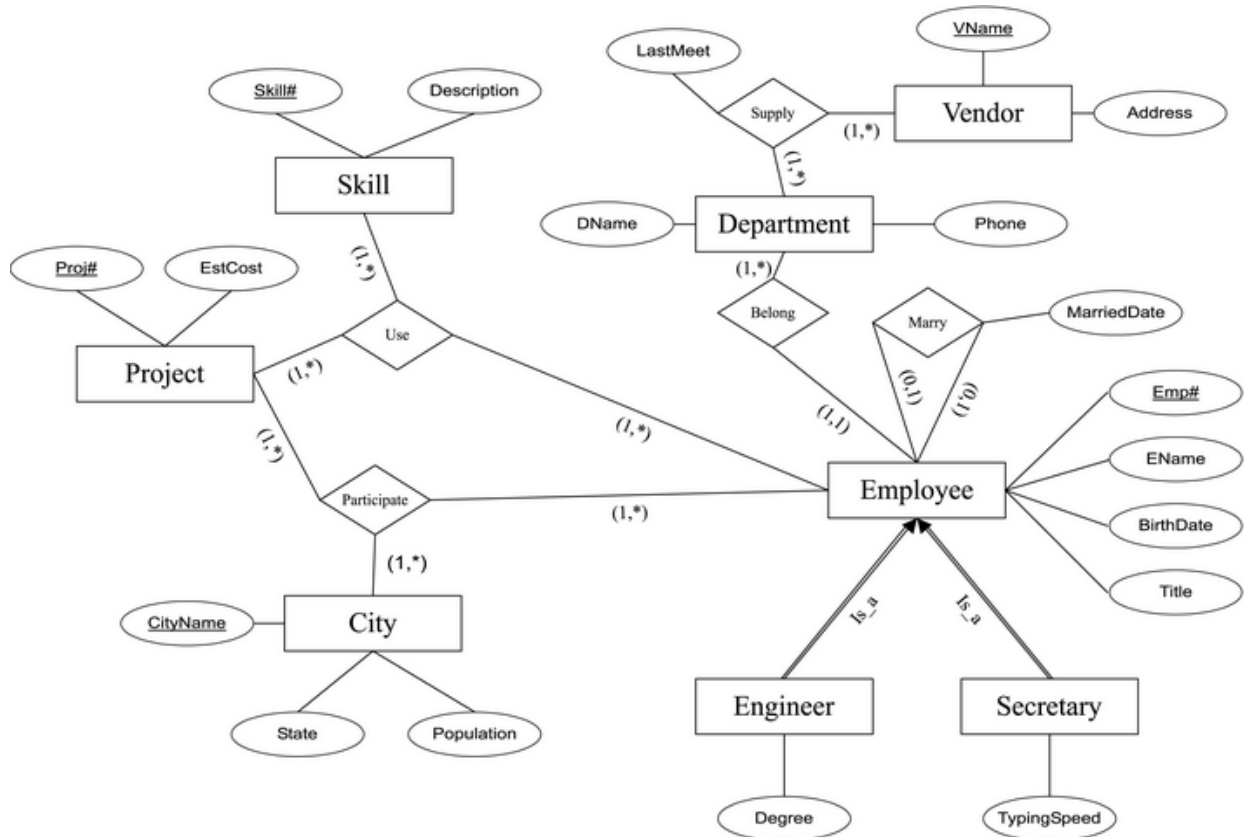 VName
LastMeet
Skill#
Description
Supply
Vendor
Address
(1,*)
(1,*)
Skill
DName
Department
Phone
(1,*)
(1,*)
Proj#
EstCost
Belong
Marry
MarriedDate
Use
Project
(1,*)
(0,1)
(0,1)
Emp#
(1,*)
(1,*)
(1,1)
EName
Employee
Participate
(1,*)
BirthDate
(1,*)
Title
CityName
City
Is_a
Is_a
Engineer
Secretary
State
Population
Degree
TypingSpeed